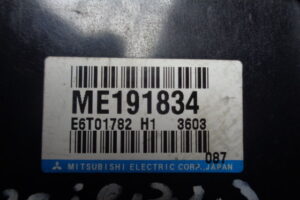 ME191834
E6T01782 H1 3603
087
MITSUBISHI ELECTRIC CORP. JAPAN